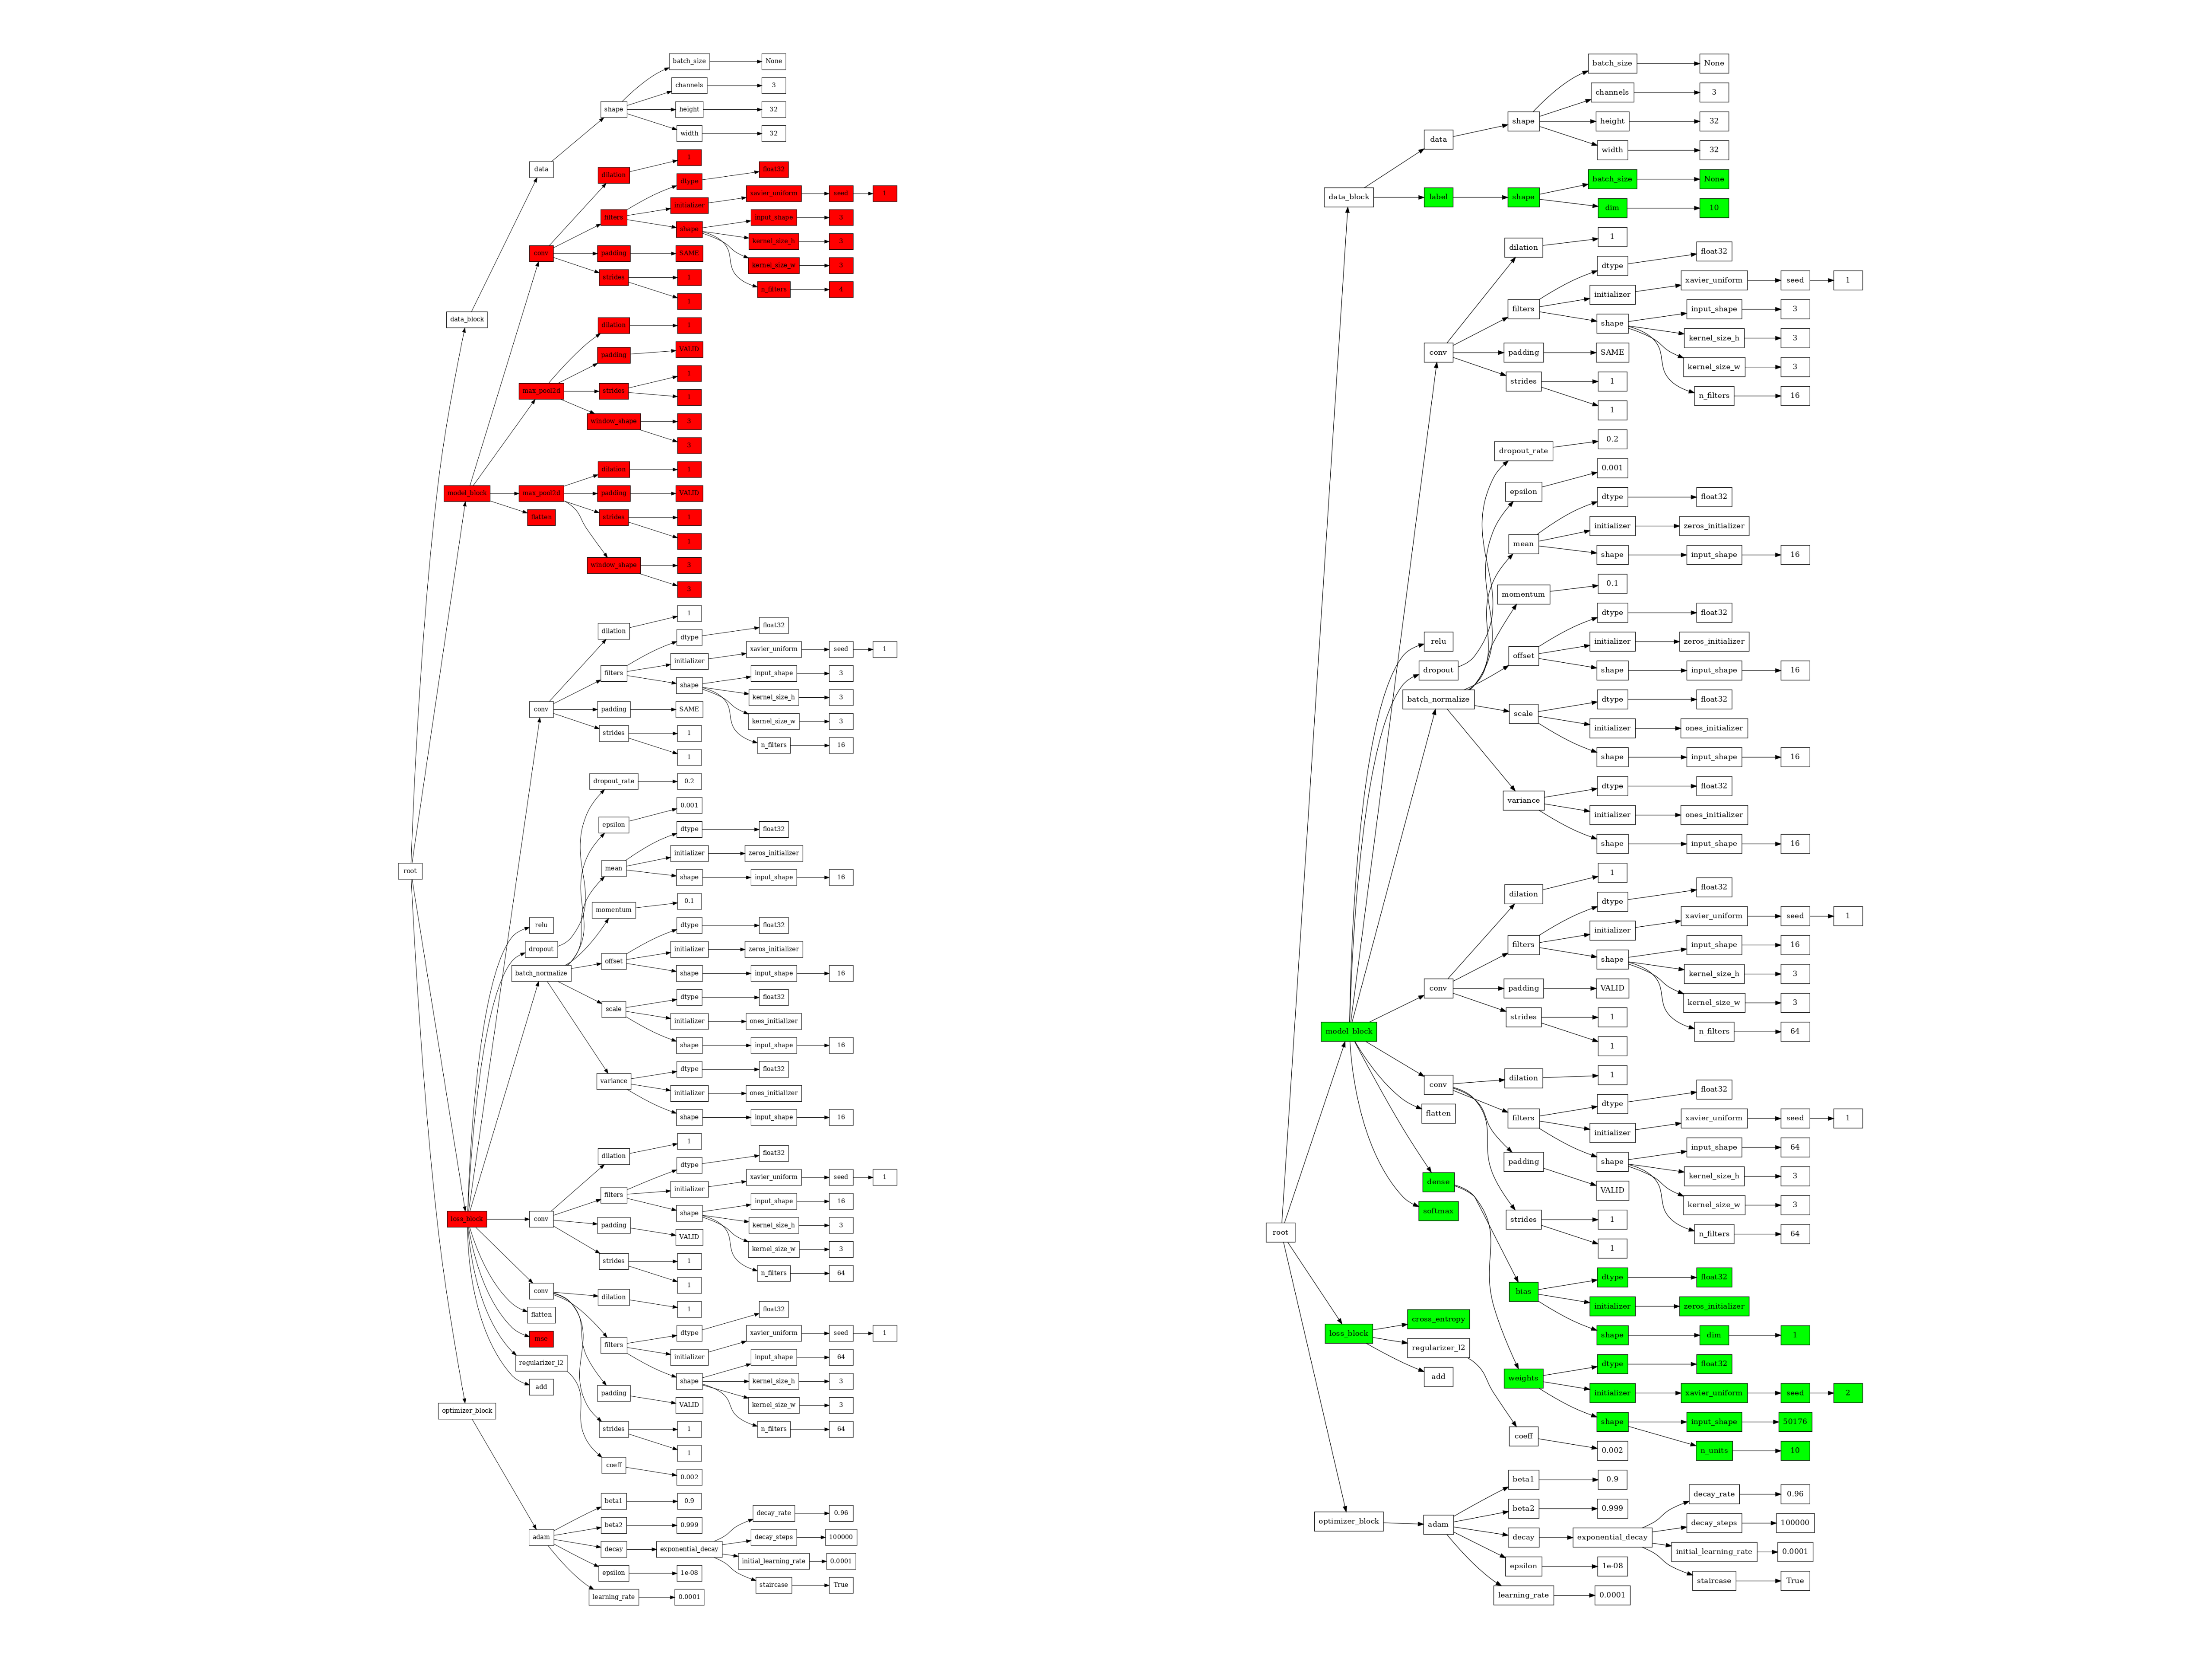 batch_size None
channels 3
shape height 32
width 32
dilation 1
data dtype float32
initializer xavier_uniform seed 1
filters shape input_shape 3
kernel_size_h 3
conv padding SAME kernel_size_w 3
strides 1 n_filters
1
data_block dilation 1
padding VALID
1
max_pool2d strides 1
window_shape 3
3
dilation 1
model_block max_pool2d padding VALID
flatten strides 1
1
window_shape 3
3
1
dilation dtype float32
initializer xavier_uniform seed 1
filters shape input_shape 3
kernel_size_h 3
conv padding SAME kernel_size_w 3
strides 1 n_filters 16
1
dropout_rate 0.2
0.001
epsilon dtype float32
initializer zeros_initializer
root mean shape input_shape 16
momentum 0.1
relu dtype float32
dropout initializer zeros_initializer
batch_normalize offset shape input_shape 16
scale dtype float32
initializer ones_initializer
shape input_shape 16
variance dtype float32
initializer ones_initializer
shape input_shape 16
1
dilation dtype float32
initializer xavier_uniform seed 1
filters shape input_shape 16
loss_block conv padding kernel_size_h 3
VALID kernel_size_w 3
strides 1 n_filters 64
1
conv dilation 1 float32
flatten
mse filters dtype xavier_uniform seed 1
regularizer_l2 initializer input_shape 64
add padding shape kernel_size_h 3
optimizer_block VALID kernel_size_w 3
strides 1 n_filters 64
1
coeff 0.002
beta1 0.9
beta2 0.999 decay_rate 0.96
adam decay exponential_decay decay_steps 100000
epsilon 1e-08 initial_learning_rate 0.0001
learning_rate 0.0001 staircase True
batch_size None
channels 3
data shape height 32
width 32
data_block label shape batch_size None
dim 10
dilation 1
dtype float32
initializer xavier_uniform seed 1
filters shape input_shape 3
kernel_size_h 3
conv padding SAME kernel_size_w 3
strides 1 n_filters 16
1
dropout_rate 0.2
epsilon 0.001
dtype float32
mean initializer zeros_initializer
shape input_shape 16
momentum 0.1
dtype float32
relu offset initializer zeros_initializer
dropout shape input_shape 16
batch_normalize scale dtype float32
initializer ones_initializer
shape input_shape 16
variance dtype float32
initializer ones_initializer
shape input_shape 16
dilation 1
dtype float32
initializer xavier_uniform seed 1
filters shape input_shape 16
kernel_size_h 3
conv padding VALID kernel_size_w 3
model_block strides 1 n_filters 64
1
conv dilation 1
dtype float32
flatten filters initializer xavier_uniform seed 1
input_shape 64
dense padding shape kernel_size_h 3
softmax VALID kernel_size_w 3
root strides 1 n_filters 64
1
bias dtype float32
cross_entropy initializer zeros_initializer
loss_block shape dim 1
regularizer_l2 weights dtype float32
add initializer xavier_uniform seed 2
shape input_shape 50176
coeff 0.002 n_units 10
beta1 0.9
decay_rate 0.96
optimizer_block adam beta2 0.999
decay_steps 100000
decay exponential_decay
initial_learning_rate 0.0001
epsilon 1e-08
staircase True
learning_rate 0.0001